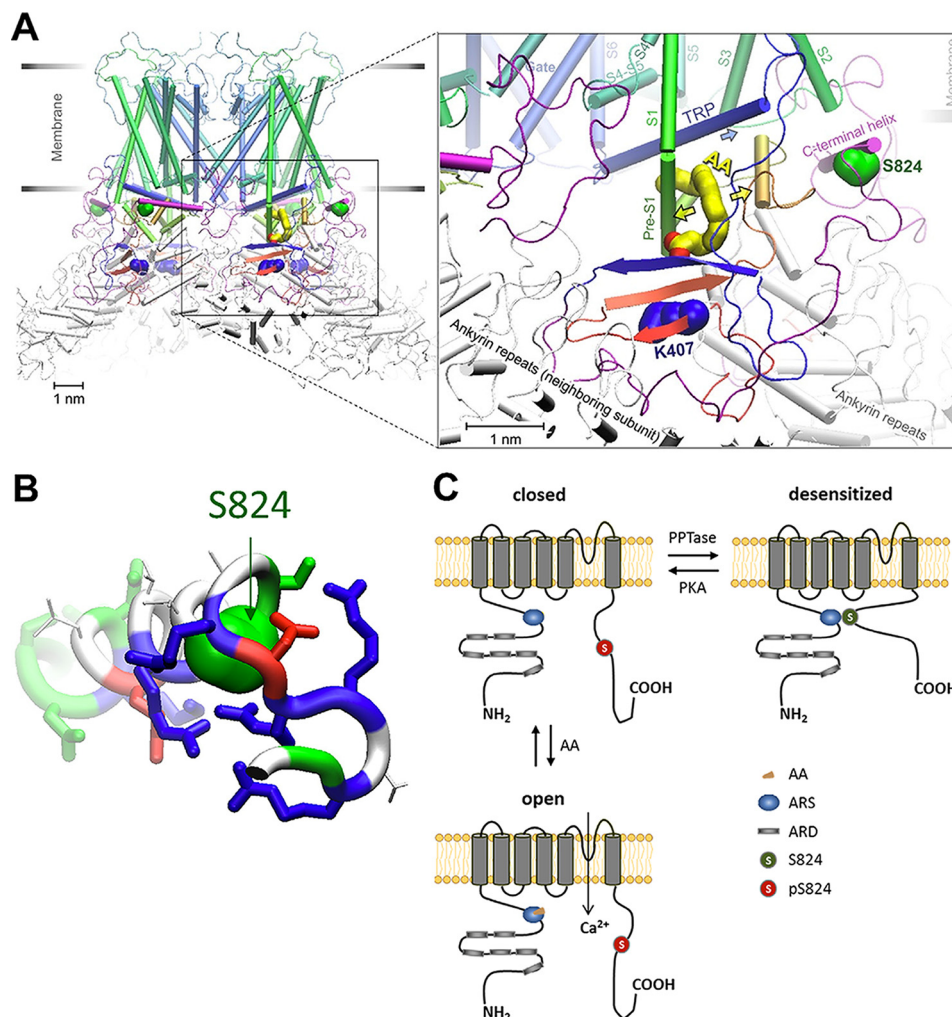 A
Membrane
1 nm
Gate
S6
S4-S5
S4
S5
S3
S2
Membrane
S1
TRP
AA
C-terminal helix
S824
Pre-S1
K407
Ankyrin repeats (neighboring subunit)
Ankyrin repeats
1 nm
B
S824
C
closed
desensitized
PPTase
PKA
S
S
COOH
COOH
NH2
NH2
AA
open
Ca2+
S
COOH
NH2
AA
ARS
ARD
S S824
S pS824